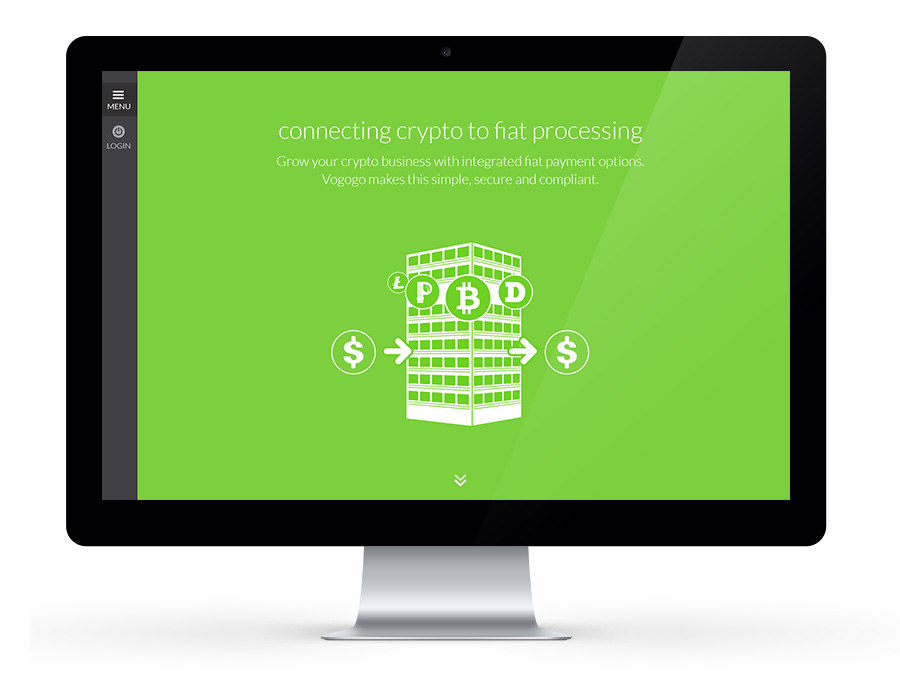 MENU
LOGIN
connecting crypto to fiat processing
Grow your crypto business with integrated fiat payment options.
Vogogo makes this simple, secure and compliant.
Ł P ₿ D
$ $